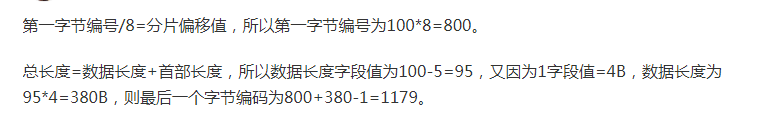 第一字节编号/8=分片偏移值，所以第一字节编号为100*8=800。
总长度=数据长度+首部长度，所以数据长度字段值为100-5=95，又因为1字段值=4B，数据长度为
95*4=380B，则最后一个字节编码为800+380-1=1179。